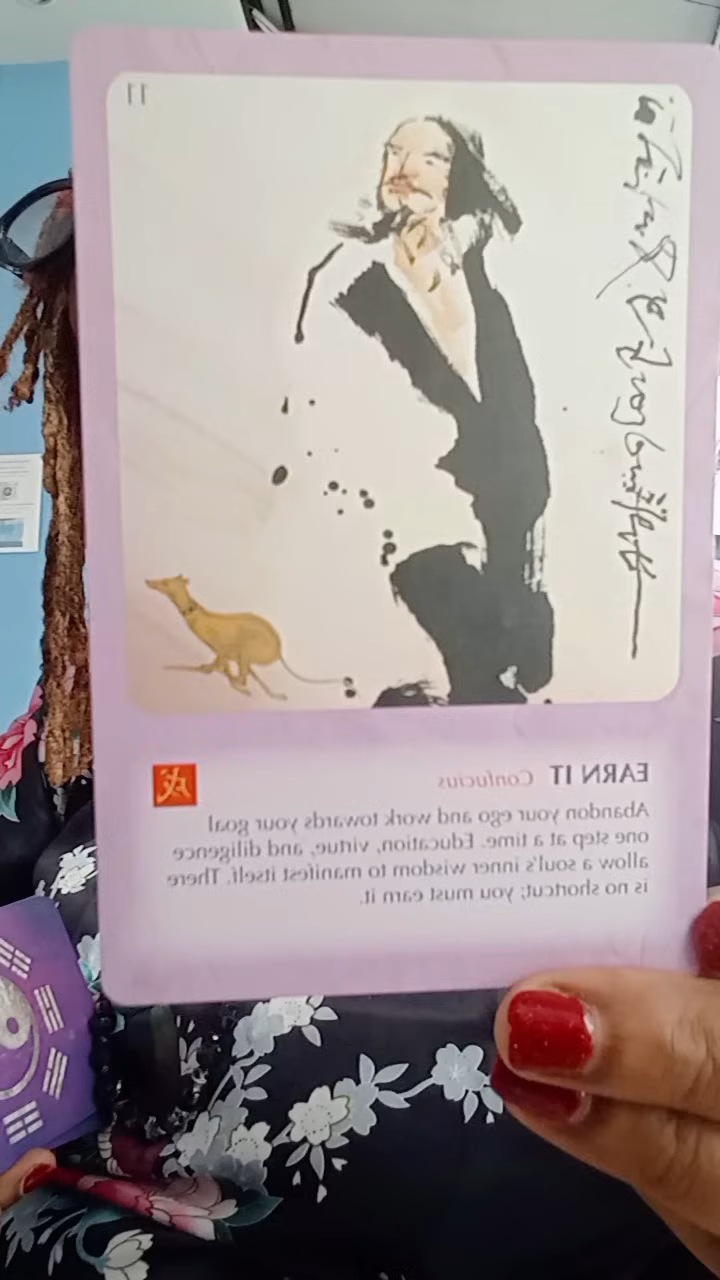 11
EARN IT Confucius
Abandon your ego and work towards your goal
one step at a time. Education, virtue, and diligence
allow a soul's inner wisdom to manifest itself. There
is no shortcut; you must earn it.